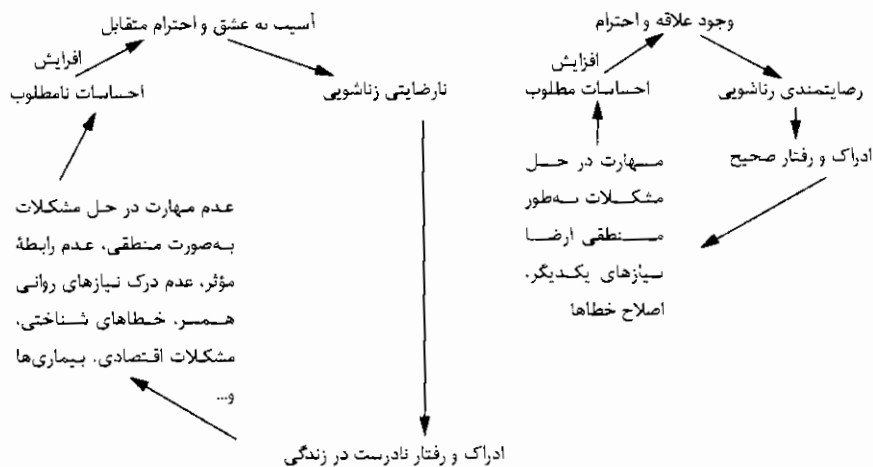 وجود علاقه و احترام
افزایش
احساسات مطلوب
رضایتمندی زناشویی
مهارت در حل
مشکلات به‌طور
منطقی ارضا
نیازهای یکدیگر،
اصلاح خطاها
ادراک و رفتار صحیح
آسیب به عشق و احترام متقابل
افرایش
احساسات نامطلوب
نارضایتی زناشویی
عدم مهارت در حل مشکلات
به‌صورت منطقی، عدم رابطهٔ
مؤثر، عدم درک نیازهای روانی
همسر، خطاهای شناختی،
مشکلات اقتصادی، بیماری‌ها
و...
ادراک و رفتار نادرست در زندگی